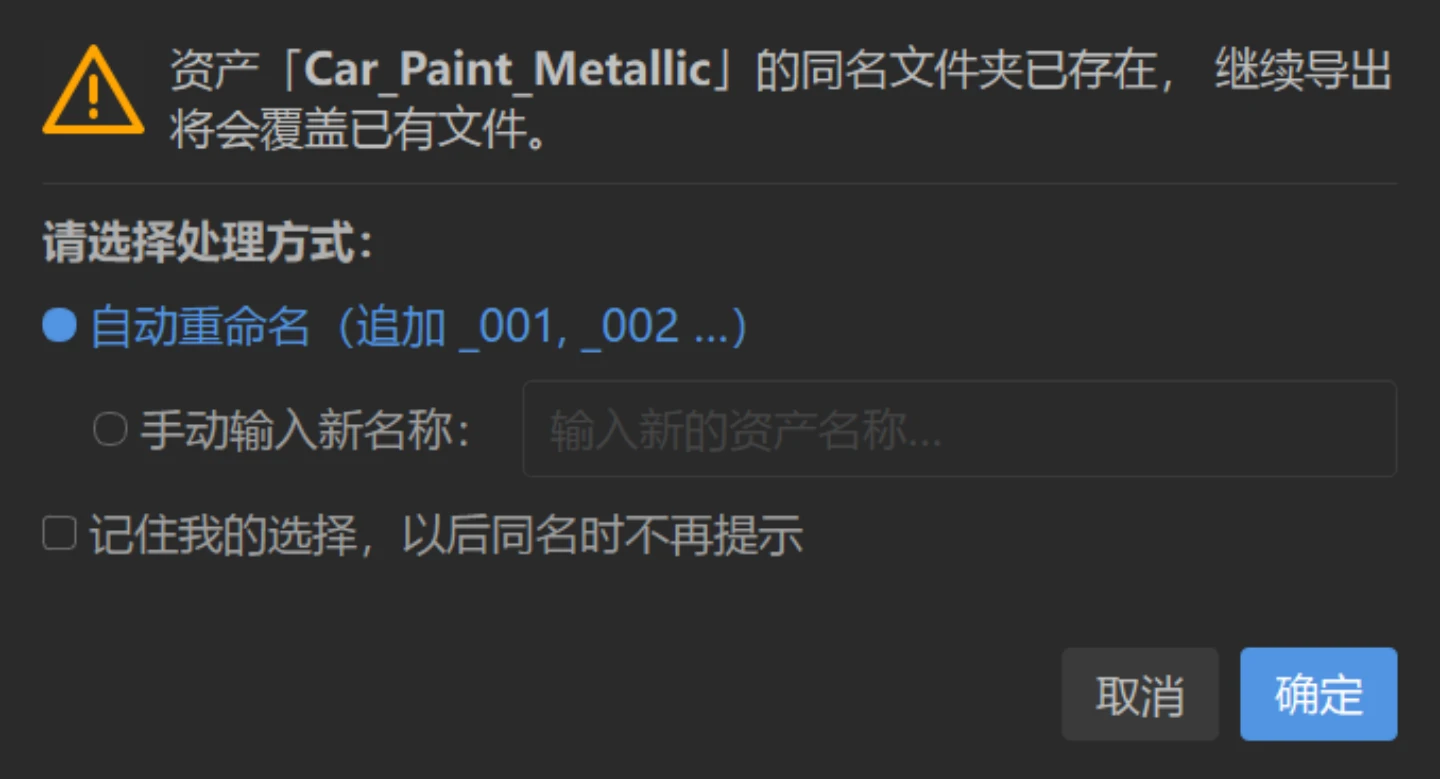 资产「Car_Paint_Metallic」的同名文件夹已存在， 继续导出
将会覆盖已有文件。
请选择处理方式：
自动重命名（追加 _001, _002 ...）
手动输入新名称： 输入新的资产名称...
记住我的选择，以后同名时不再提示
取消 确定